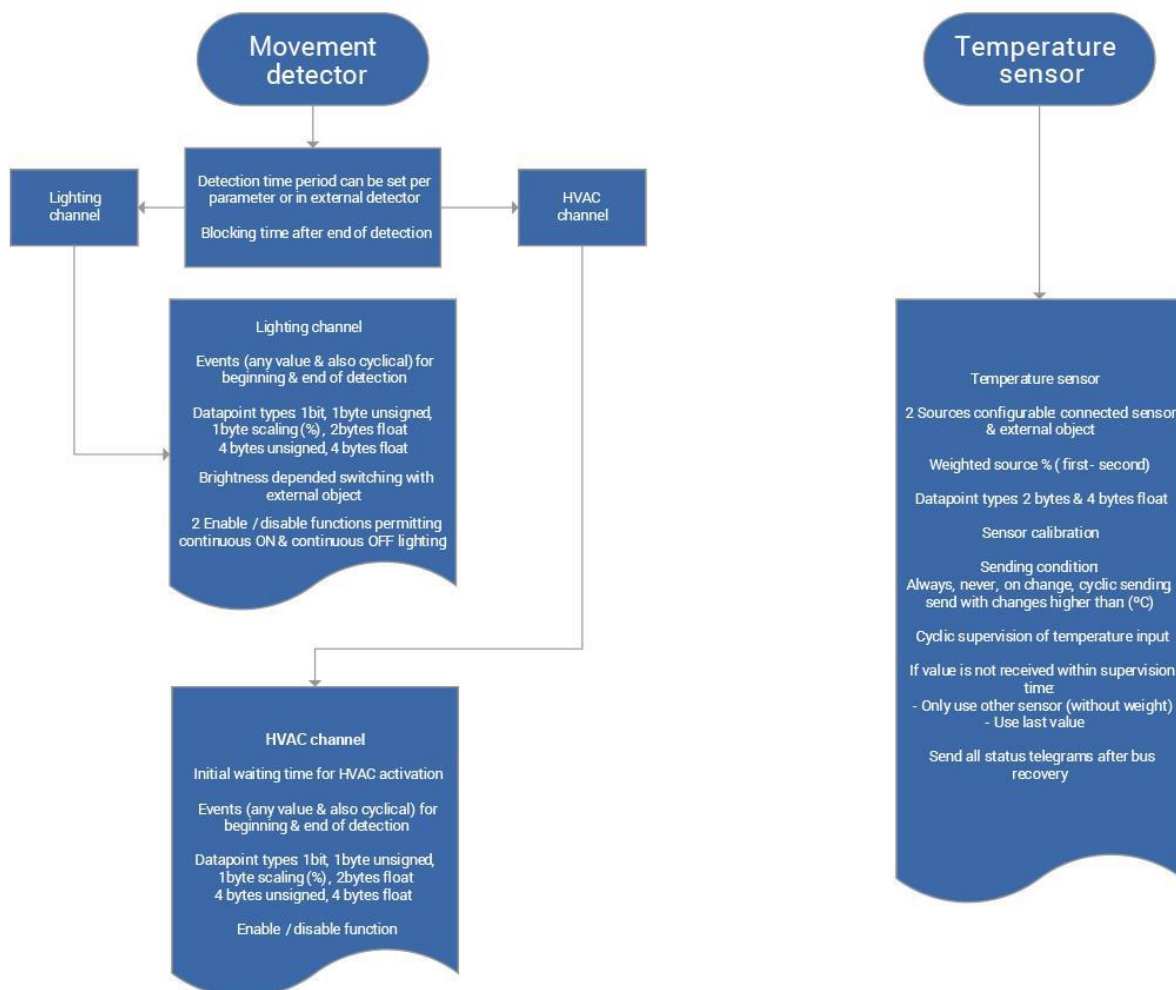 Movement
detector
Detection time period can be set per
parameter or in external detector
Blocking time after end of detection
Lighting
channel
HVAC
channel
Lighting channel
Events (any value & also cyclical) for
beginning & end of detection
Datapoint types 1bit, 1byte unsigned,
1byte scaling (%), 2bytes float
4 bytes unsigned, 4 bytes float
Brightness depended switching with
external object
2 Enable / disable functions permitting
continuous ON & continuous OFF lighting
HVAC channel
Initial waiting time for HVAC activation
Events (any value & also cyclical) for
beginning & end of detection
Datapoint types 1bit, 1byte unsigned,
1byte scaling (%), 2bytes float
4 bytes unsigned, 4 bytes float
Enable / disable function
Temperature
sensor
Temperature sensor
2 Sources configurable: connected sensor
& external object
Weighted source % ( first- second)
Datapoint types: 2 bytes & 4 bytes float
Sensor calibration
Sending condition
Always, never, on change, cyclic sending
send with changes higher than (ºC)
Cyclic supervision of temperature input
If value is not received within supervision
time:
- Only use other sensor (without weight)
- Use last value
Send all status telegrams after bus
recovery